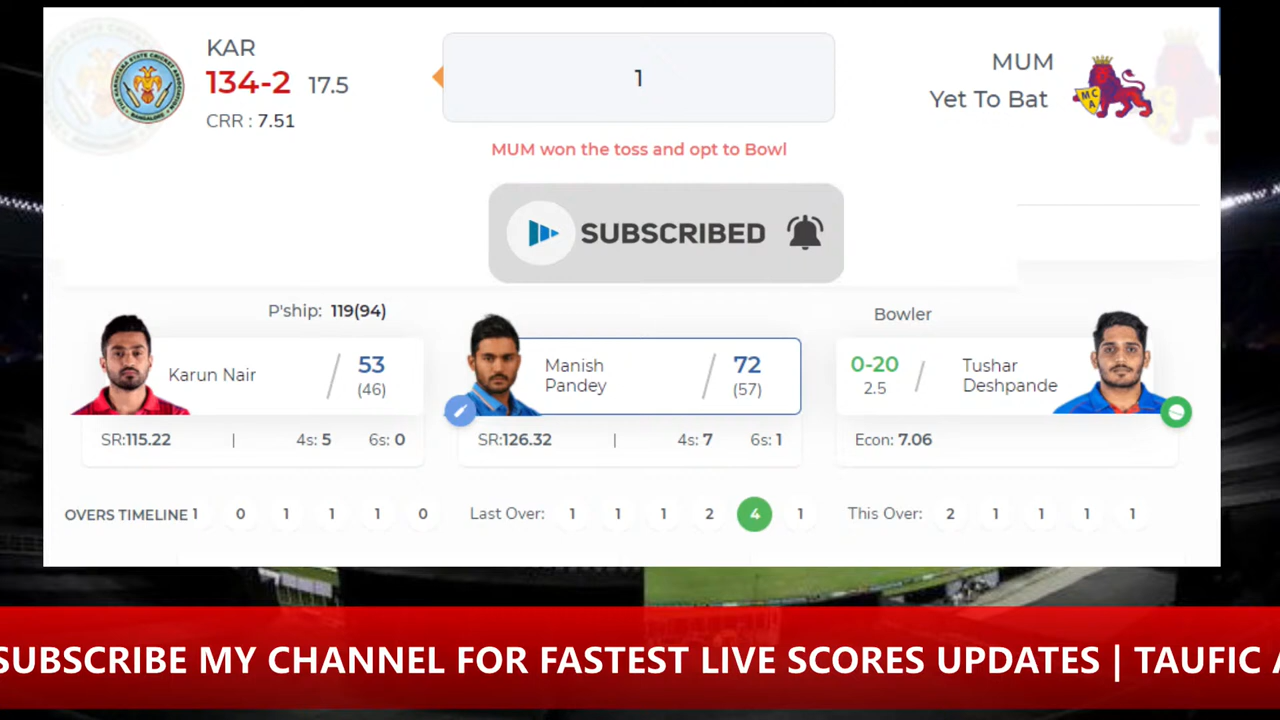 KAR
134-2 17.5
CRR : 7.51
1
MUM
Yet To Bat
MCA
MUM won the toss and opt to Bowl
SUBSCRIBED
P'ship: 119(94)
Karun Nair / 53
(46)
SR:115.22 | 4s: 5 6s: 0
Manish
Pandey / 72
(57)
SR:126.32 | 4s: 7 6s: 1
Bowler
0-20
2.5 / Tushar
Deshpande
Econ: 7.06
OVERS TIMELINE 1 0 1 1 1 0 Last Over: 1 1 1 2 4 1 This Over: 2 1 1 1 1
SUBSCRIBE MY CHANNEL FOR FASTEST LIVE SCORES UPDATES | TAUFIC